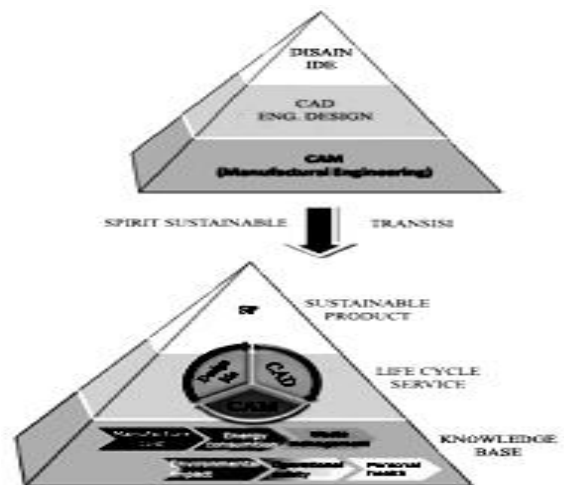 DISAIN
IDE
CAD
ENG. DESIGN
CAM
(Manufactural Engineering)
SPIRIT SUSTAINABLE
TRANSISI
SP
SUSTAINABLE
PRODUCT
CAD
CAM
LIFE CYCLE
SERVICE
Energy
Waste
KNOWLEDGE
BASE
Environmental
Impact
Operational
Safety
Personal
Health